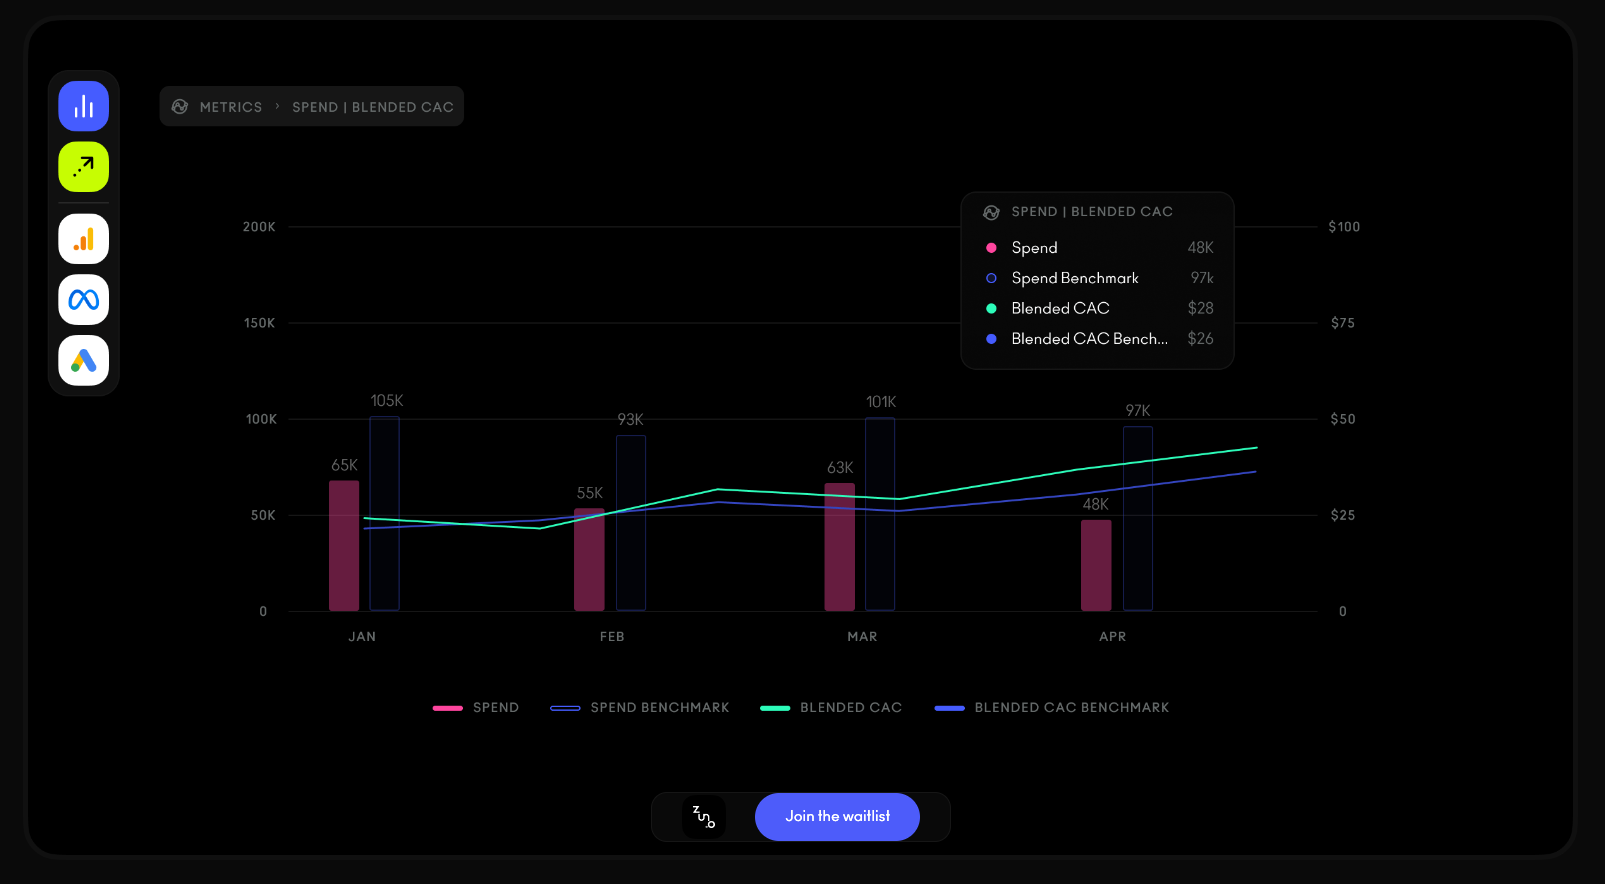 METRICS > SPEND | BLENDED CAC
SPEND | BLENDED CAC
Spend 48K
Spend Benchmark 97k
Blended CAC $28
Blended CAC Bench... $26
200K $100
150K $75
100K $50
50K $25
0 0
65K 105K
55K 93K
63K 101K
48K 97K
JAN FEB MAR APR
SPEND SPEND BENCHMARK BLENDED CAC BLENDED CAC BENCHMARK
zuno Join the waitlist